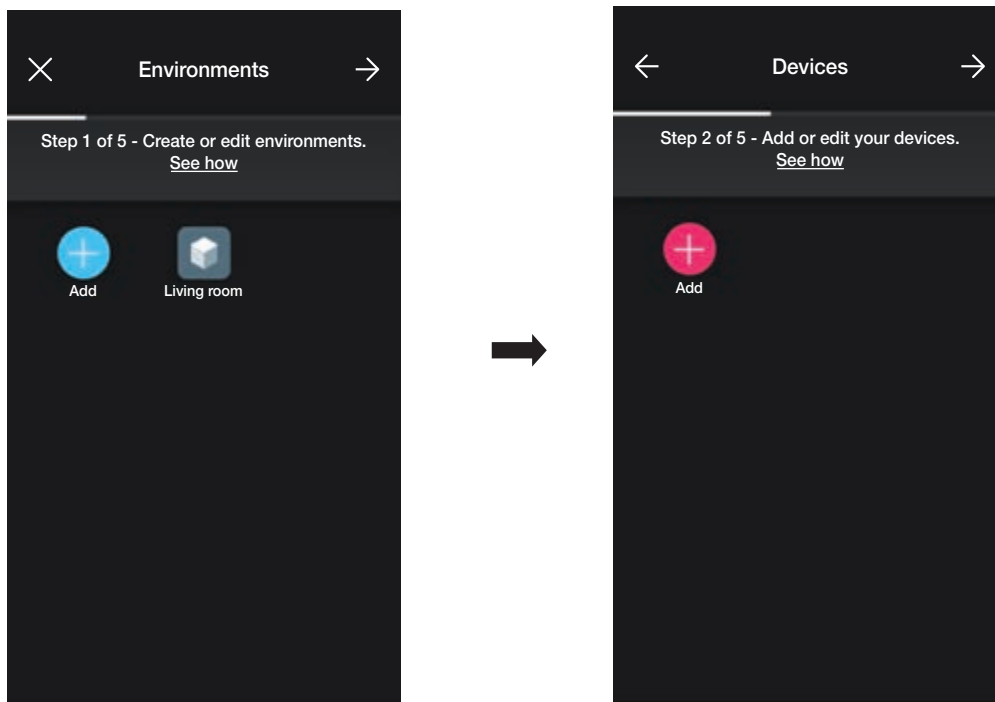 Environments
Step 1 of 5 - Create or edit environments.
See how
Add
Living room
Devices
Step 2 of 5 - Add or edit your devices.
See how
Add